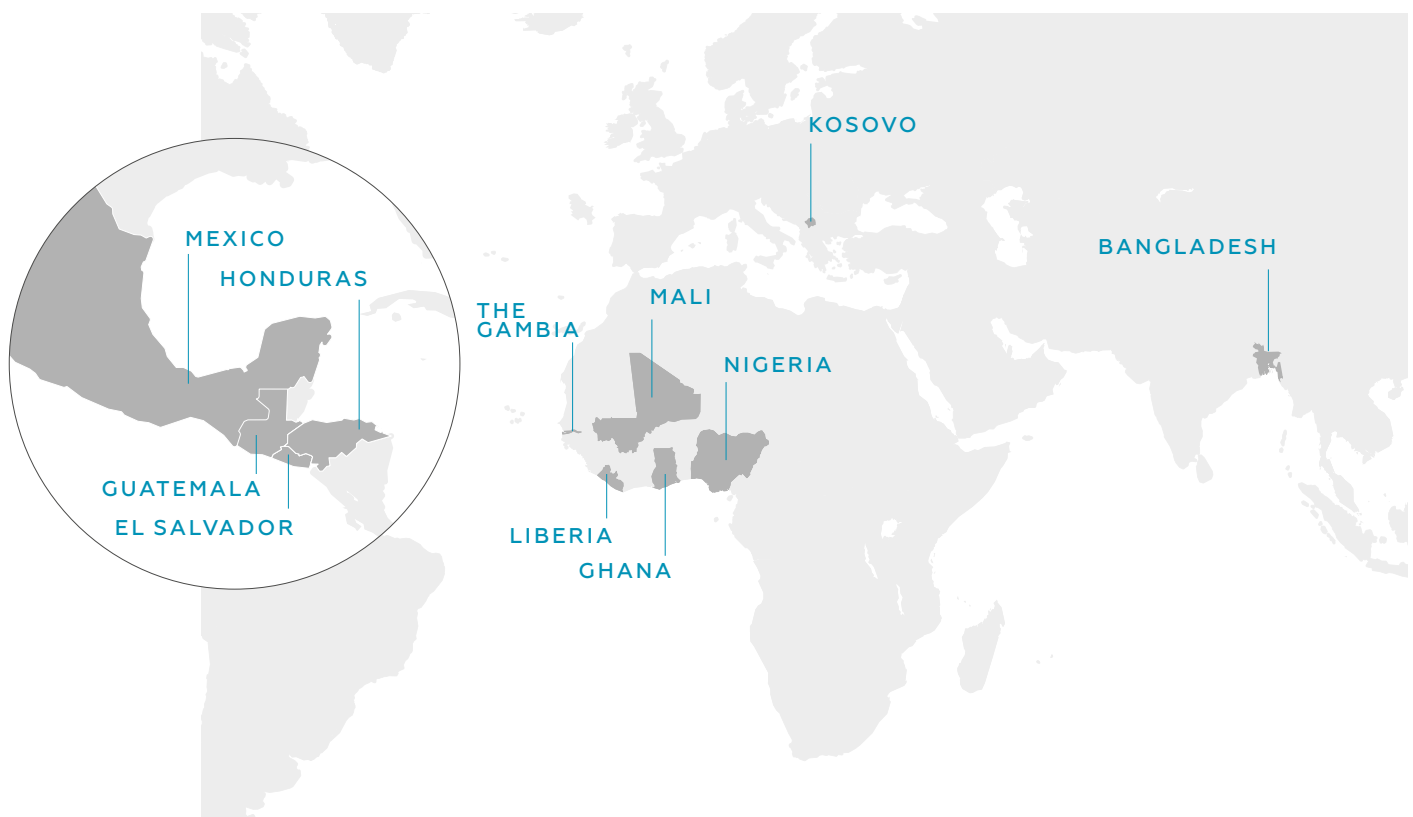 KOSOVO
MEXICO
BANGLADESH
HONDURAS
MALI
THE
GAMBIA
NIGERIA
GUATEMALA
EL SALVADOR
LIBERIA
GHANA